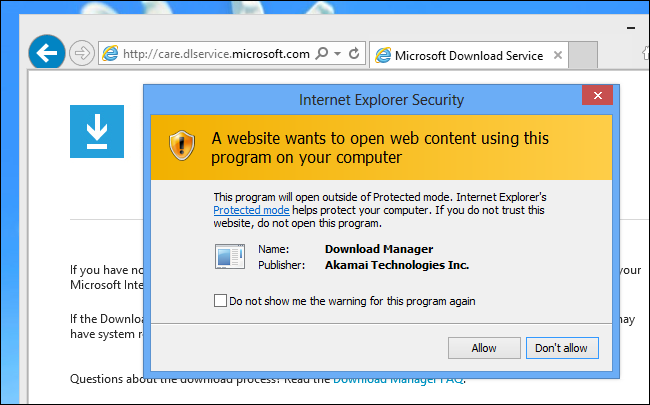 http://care.dlservice.microsoft.com
Microsoft Download Service
Internet Explorer Security
A website wants to open web content using this
program on your computer
This program will open outside of Protected mode. Internet Explorer's
Protected mode helps protect your computer. If you do not trust this
website, do not open this program.
Name: Download Manager
Publisher: Akamai Technologies Inc.
Do not show me the warning for this program again
Allow Don't allow
If you have no your
Microsoft Inte
If the Downloa may
have system r
Questions about the download process? Read the Download Manager FAQ.